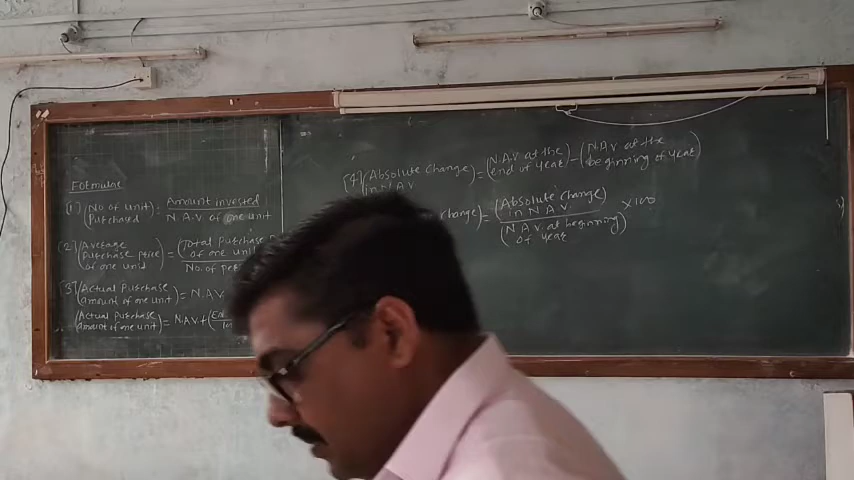 Formulae
(1) (No. of unit Purchased) = Amount invested / N.A.V. of one unit
(2) (Average Purchase price of one unit) = (Total Purchase / of one unit / No. of
(3) (Actual Purchase amount of one unit) = N.A.V
(Actual Purchase amount of one unit) = N.A.V + (
(4) (Absolute Change in N.A.V = (N.A.V at the end of year) - (N.A.V at the beginning of year)
change) = (Absolute change in N.A.V.) / (N.A.V. at beginning of year) × 100